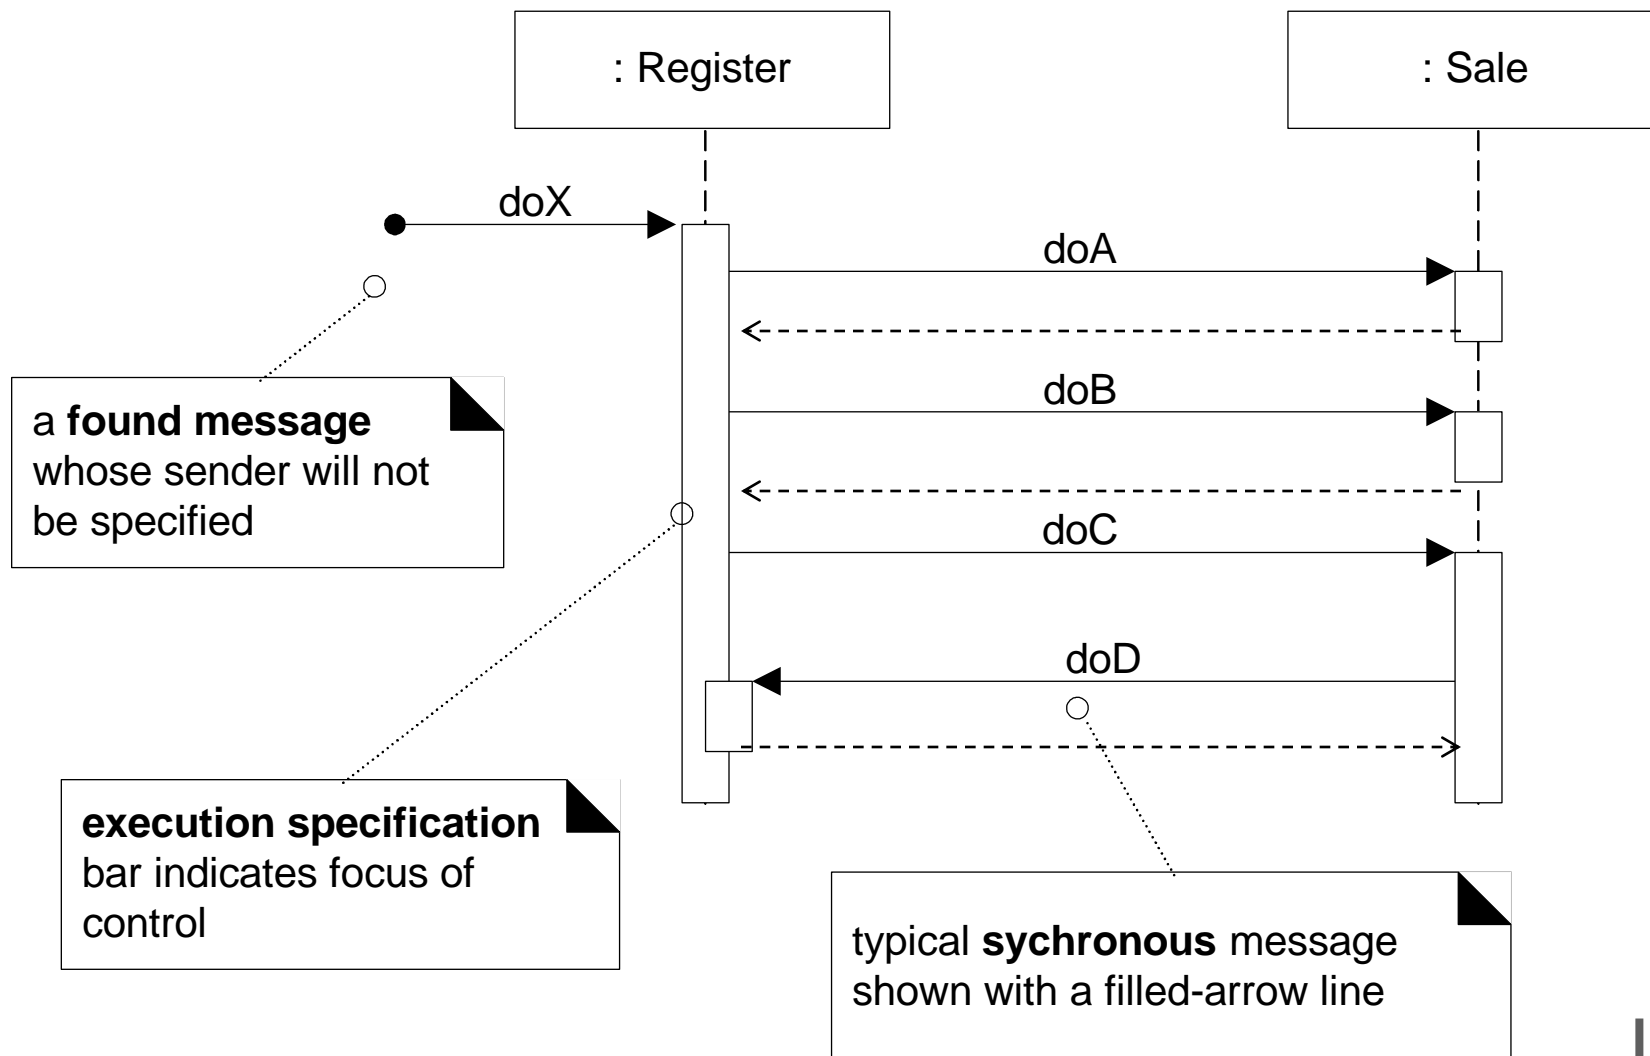 : Register
: Sale
doX
doA
doB
a found message
whose sender will not
be specified
doC
doD
execution specification
bar indicates focus of
control
typical sychronous message
shown with a filled-arrow line